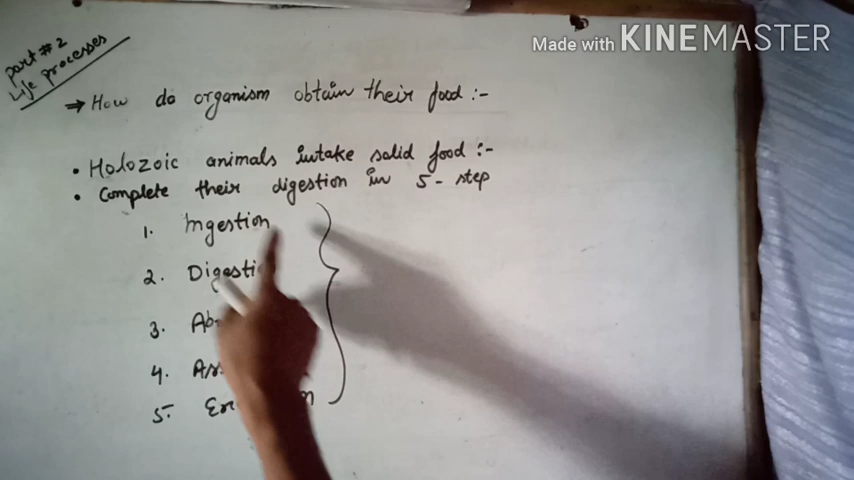 Made with KINEMASTER
Part # 2
Life processes
⇒ How do organism obtain their food :-
• Holozoic animals intake solid food :-
• Complete their digestion in 5-step
1. Ingestion
2. Digesti
3. Ab
4. As
5.